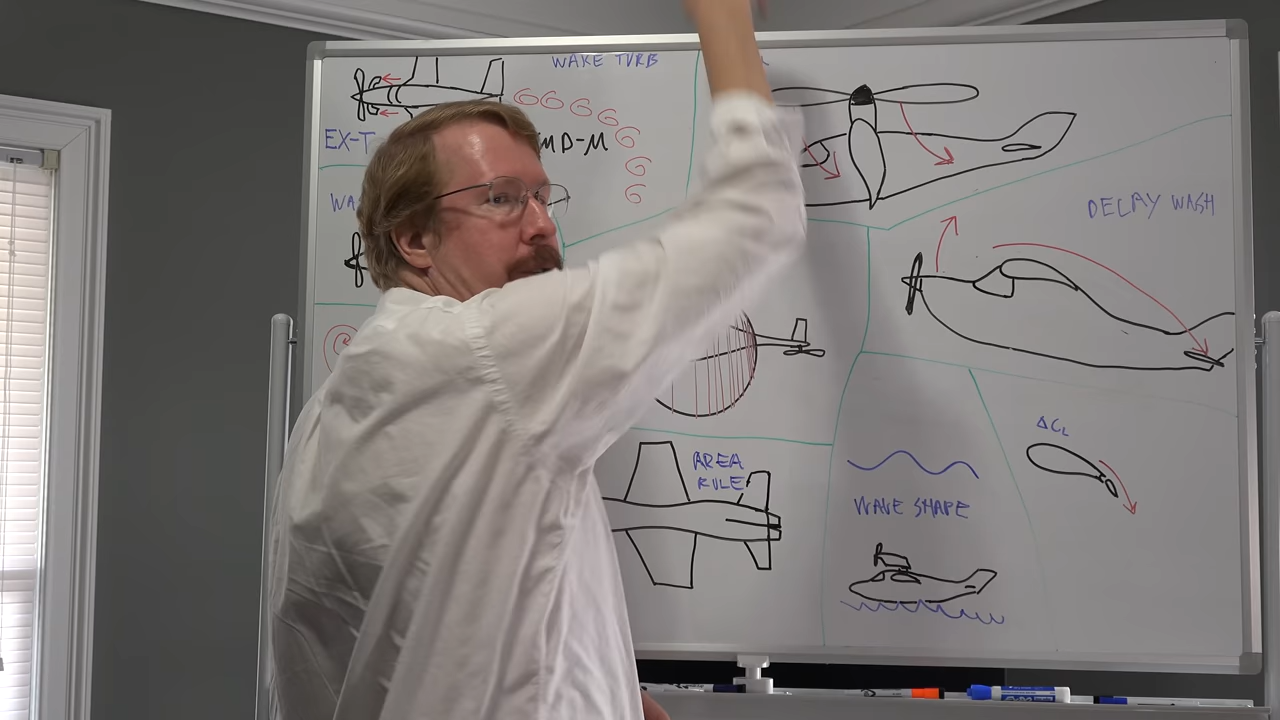 WAKE TURB
EX-T
MD-M
DELAY WASH
ΔCL
AREA
RULE
WAVE SHAPE